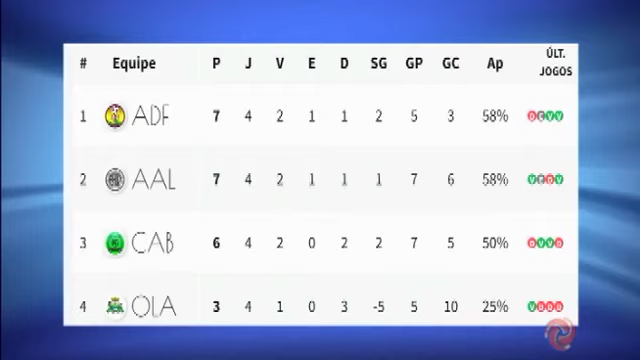 # Equipe P J V E D SG GP GC Ap ÚLT. JOGOS
1 ADF 7 4 2 1 1 2 5 3 58% D E V V
2 AAL 7 4 2 1 1 1 7 6 58% V E D V
3 CAB 6 4 2 0 2 2 7 5 50% D V V D
4 OLA 3 4 1 0 3 -5 5 10 25% V D D D